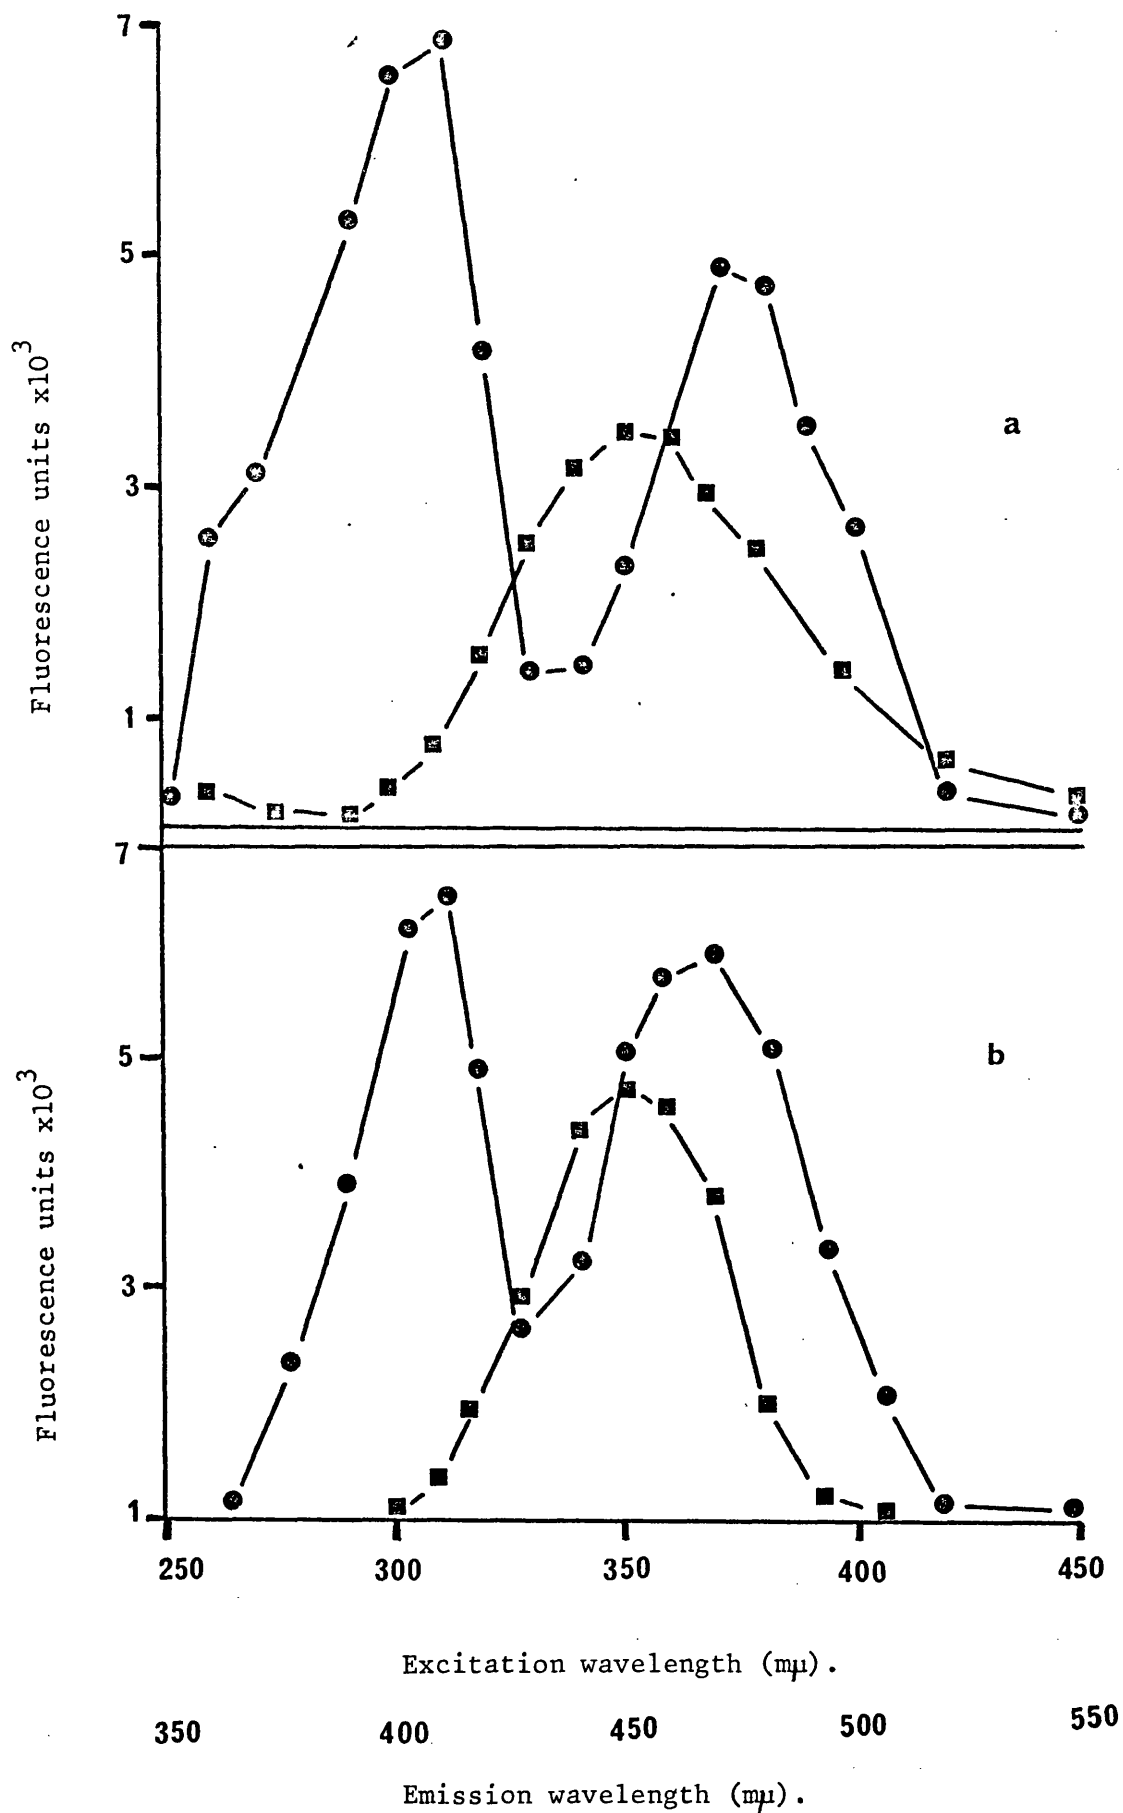 7
5
3
1
Fluorescence units x10³
a
7
5
3
1
Fluorescence units x10³
b
250 300 350 400 450
Excitation wavelength (mμ).
350 400 450 500 550
Emission wavelength (mμ).